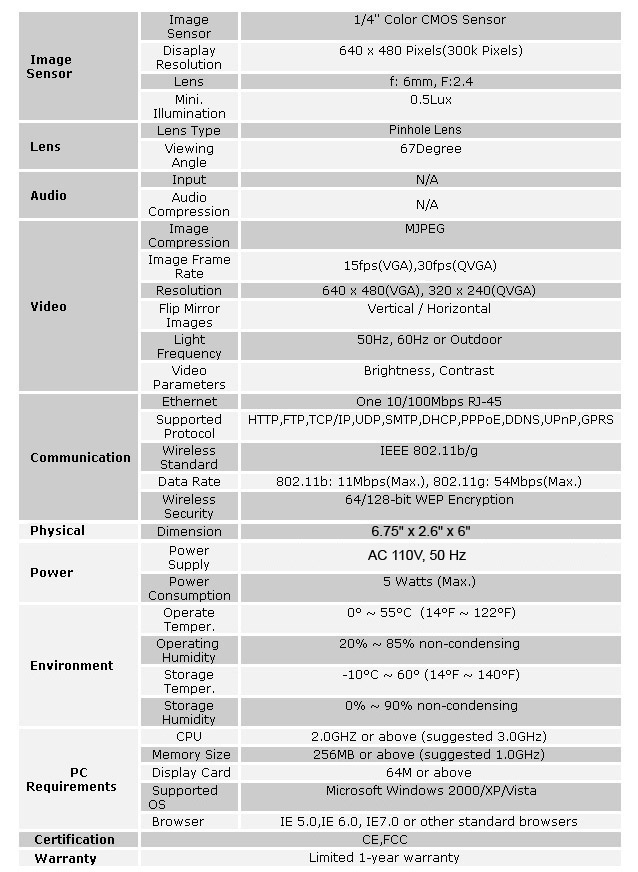 Image Sensor
Image Sensor
1/4" Color CMOS Sensor
Disaplay Resolution
640 x 480 Pixels(300k Pixels)
Lens
f: 6mm, F:2.4
Mini. Illumination
0.5Lux
Lens
Lens Type
Pinhole Lens
Viewing Angle
67Degree
Audio
Input
N/A
Audio Compression
N/A
Video
Image Compression
MJPEG
Image Frame Rate
15fps(VGA),30fps(QVGA)
Resolution
640 x 480(VGA), 320 x 240(QVGA)
Flip Mirror Images
Vertical / Horizontal
Light Frequency
50Hz, 60Hz or Outdoor
Video Parameters
Brightness, Contrast
Communication
Ethernet
One 10/100Mbps RJ-45
Supported Protocol
HTTP,FTP,TCP/IP,UDP,SMTP,DHCP,PPPoE,DDNS,UPnP,GPRS
Wireless Standard
IEEE 802.11b/g
Data Rate
802.11b: 11Mbps(Max.), 802.11g: 54Mbps(Max.)
Wireless Security
64/128-bit WEP Encryption
Physical
Dimension
6.75" x 2.6" x 6"
Power
Power Supply
AC 110V, 50 Hz
Power Consumption
5 Watts (Max.)
Environment
Operate Temper.
0° ~ 55°C (14°F ~ 122°F)
Operating Humidity
20% ~ 85% non-condensing
Storage Temper.
-10°C ~ 60° (14°F ~ 140°F)
Storage Humidity
0% ~ 90% non-condensing
PC Requirements
CPU
2.0GHZ or above (suggested 3.0GHz)
Memory Size
256MB or above (suggested 1.0GHz)
Display Card
64M or above
Supported OS
Microsoft Windows 2000/XP/Vista
Browser
IE 5.0,IE 6.0, IE7.0 or other standard browsers
Certification
CE,FCC
Warranty
Limited 1-year warranty